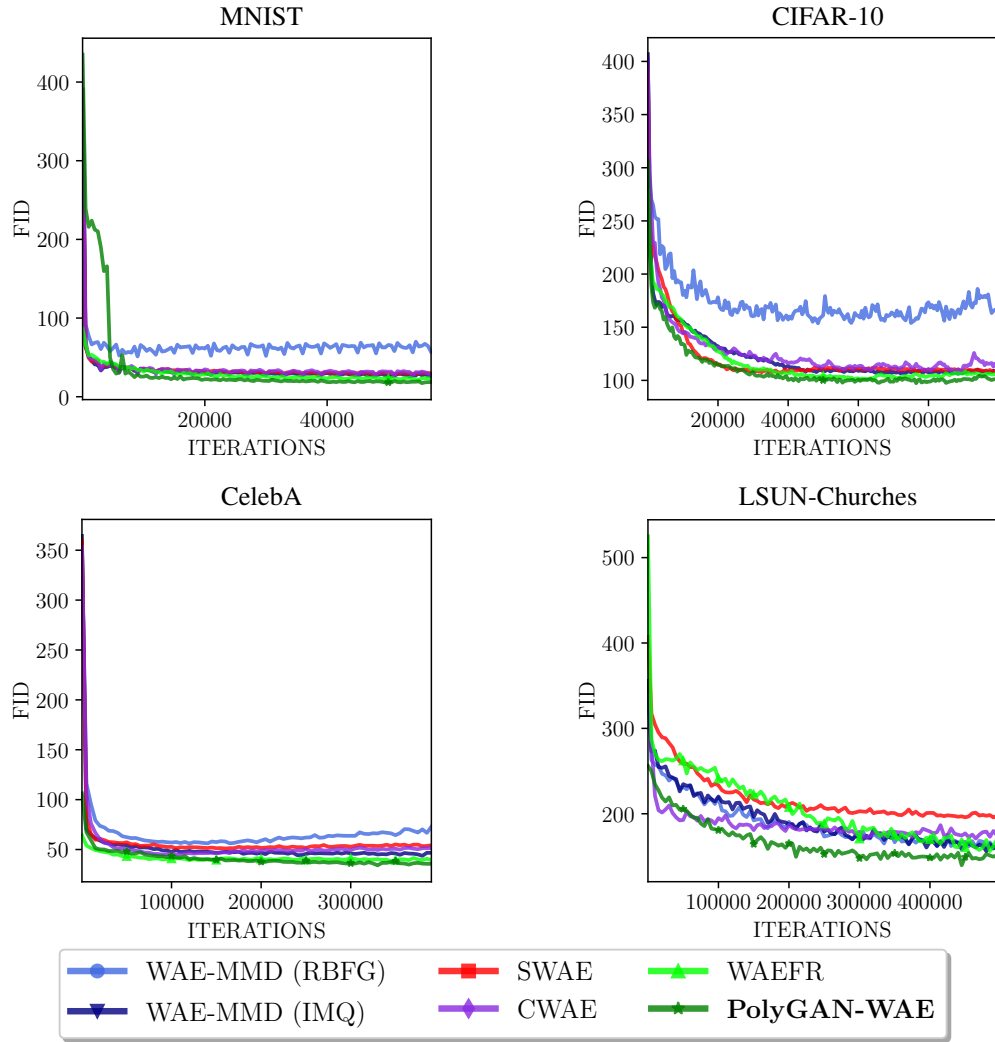 MNIST
CIFAR-10
400
300
200
100
0
FID
20000
40000
ITERATIONS
400
350
300
250
200
150
100
FID
20000
40000
60000
80000
ITERATIONS
CelebA
LSUN-Churches
350
300
250
200
150
100
50
FID
100000
200000
300000
ITERATIONS
500
400
300
200
FID
100000
200000
300000
400000
ITERATIONS
WAE-MMD (RBFG)
SWAE
WAEFR
WAE-MMD (IMQ)
CWAE
PolyGAN-WAE